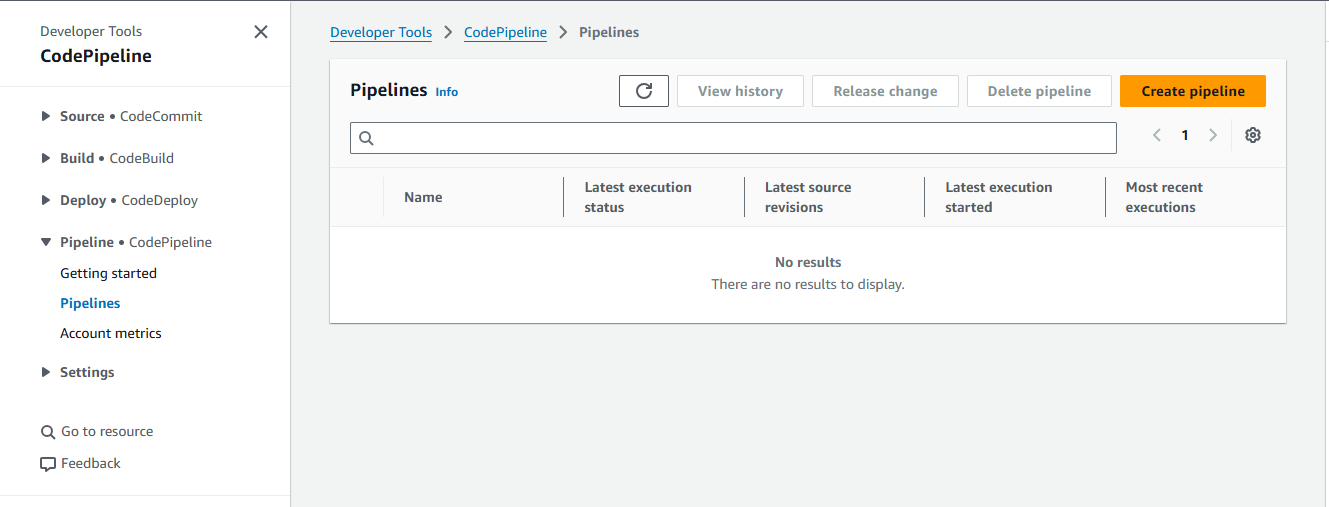 Developer Tools
CodePipeline
Source • CodeCommit
Build • CodeBuild
Deploy • CodeDeploy
Pipeline • CodePipeline
Getting started
Pipelines
Account metrics
Settings
Go to resource
Feedback
Developer Tools > CodePipeline > Pipelines
Pipelines Info
View history
Release change
Delete pipeline
Create pipeline
1
Name
Latest execution
status
Latest source
revisions
Latest execution
started
Most recent
executions
No results
There are no results to display.